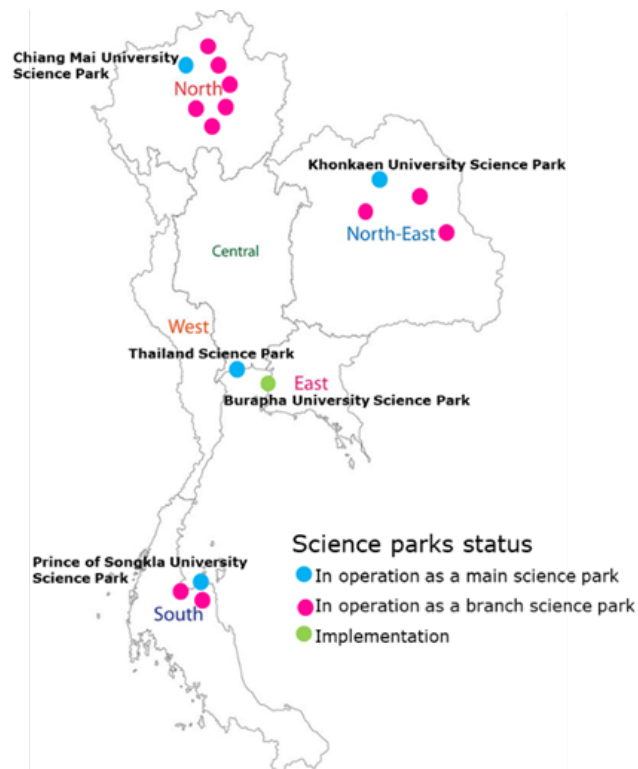 Chiang Mai University
Science Park
North
Khonkaen University Science Park
North-East
Central
West
Thailand Science Park
East
Burapha University Science Park
Prince of Songkla University
Science Park
South
Science parks status
In operation as a main science park
In operation as a branch science park
Implementation